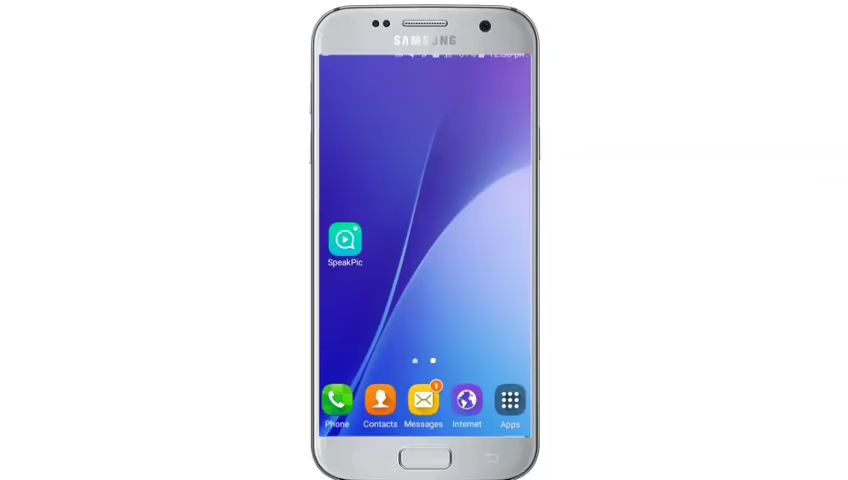 SAMSUNG
SpeakPic
1
Phone
Contacts
Messages
Internet
Apps